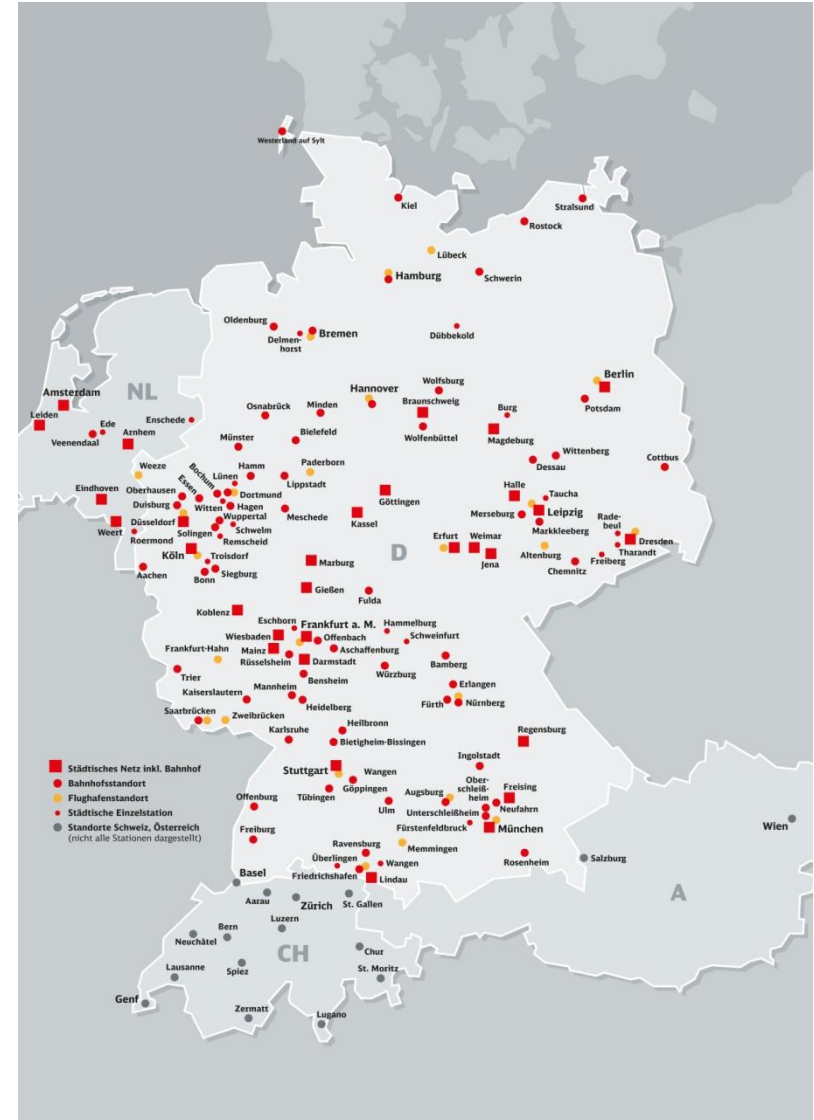 Westerland auf Sylt
Kiel
Stralsund
Rostock
Lübeck
Hamburg
Schwerin
Oldenburg
Delmen-
horst
Bremen
Dübbekold
Berlin
Potsdam
Hannover
Wolfsburg
Braunschweig
Wolfenbüttel
Burg
Magdeburg
Amsterdam
NL
Leiden
Ede
Veenendaal
Arnhem
Enschede
Osnabrück
Minden
Bielefeld
Münster
Wittenberg
Dessau
Cottbus
Weeze
Eindhoven
Oberhausen
Essen
Bochum
Lünen
Hamm
Paderborn
Lippstadt
Dortmund
Duisburg
Witten
Hagen
Göttingen
Halle
Taucha
Leipzig
Merseburg
Markkleeberg
Rade-
beul
Düsseldorf
Wuppertal
Meschede
Kassel
Weert
Roermond
Solingen
Schwelm
Remscheid
Köln
Troisdorf
Aachen
Bonn
Siegburg
Marburg
D
Erfurt
Weimar
Jena
Altenburg
Chemnitz
Freiberg
Tharandt
Dresden
Gießen
Fulda
Koblenz
Eschborn
Frankfurt a. M.
Hammelburg
Wiesbaden
Offenbach
Schweinfurt
Frankfurt-Hahn
Mainz
Aschaffenburg
Rüsselsheim
Darmstadt
Würzburg
Bamberg
Trier
Bensheim
Kaiserslautern
Mannheim
Erlangen
Heidelberg
Fürth
Nürnberg
Saarbrücken
Zweibrücken
Heilbronn
Karlsruhe
Bietigheim-Bissingen
Regensburg
Städtisches Netz inkl. Bahnhof
Bahnhofsstandort
Flughafenstandort
Städtische Einzelstation
Standorte Schweiz, Österreich
(nicht alle Stationen dargestellt)
Stuttgart
Wangen
Göppingen
Tübingen
Ingolstadt
Ober-
schleiß-
heim
Freising
Augsburg
Neufahrn
Unterschleißheim
Offenburg
Ulm
Fürstenfeldbruck
München
Wien
Freiburg
Memmingen
Ravensburg
Überlingen
Wangen
Friedrichshafen
Lindau
Rosenheim
Salzburg
A
Basel
Aarau
Zürich
St. Gallen
Luzern
Bern
Neuchâtel
CH
Chur
Lausanne
Spiez
St. Moritz
Genf
Zermatt
Lugano